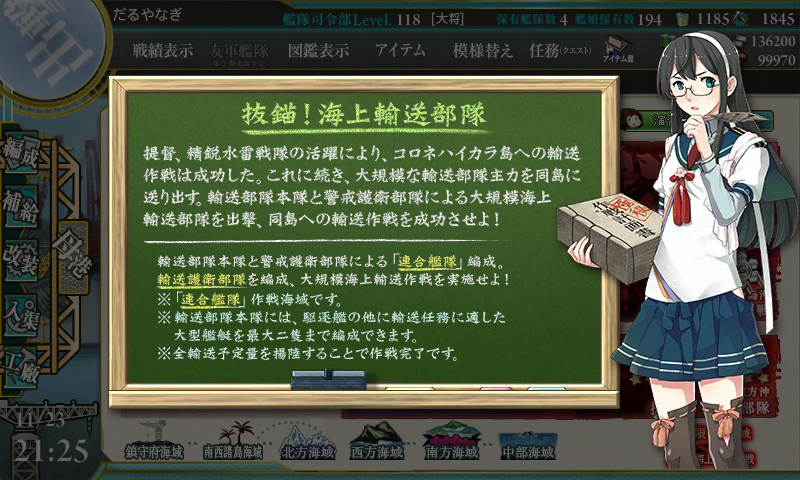 だるやなぎ
艦隊司令部Level. 118 [大将]
保有艦隊数 4 艦娘保有数 194
1185 1845
136200
99970
戦績表示 友軍艦隊 図鑑表示 アイテム 模様替え 任務(クエスト) アイテム屋
抜錨！海上輸送部隊
提督、精鋭水雷戦隊の活躍により、コロネハイカラ島への輸送
作戦は成功した。これに続き、大規模な輸送部隊主力を同島に
送り出す。輸送部隊本隊と警戒護衛部隊による大規模海上
輸送部隊を出撃、同島への輸送作戦を成功させよ！
輸送部隊本隊と警戒護衛部隊による「連合艦隊」編成。
輸送護衛部隊を編成、大規模海上輸送作戦を実施せよ！
※「連合艦隊」作戦海域です。
※輸送部隊本隊には、駆逐艦の他に輸送任務に適した
大型艦艇を最大二隻まで編成できます。
※全輸送予定量を揚陸することで作戦完了です。
編成
補給
改装
入渠
工廠
母港
11/23
21:25
鎮守府海域 南西諸島海域 北方海域 西方海域 南方海域 中部海域